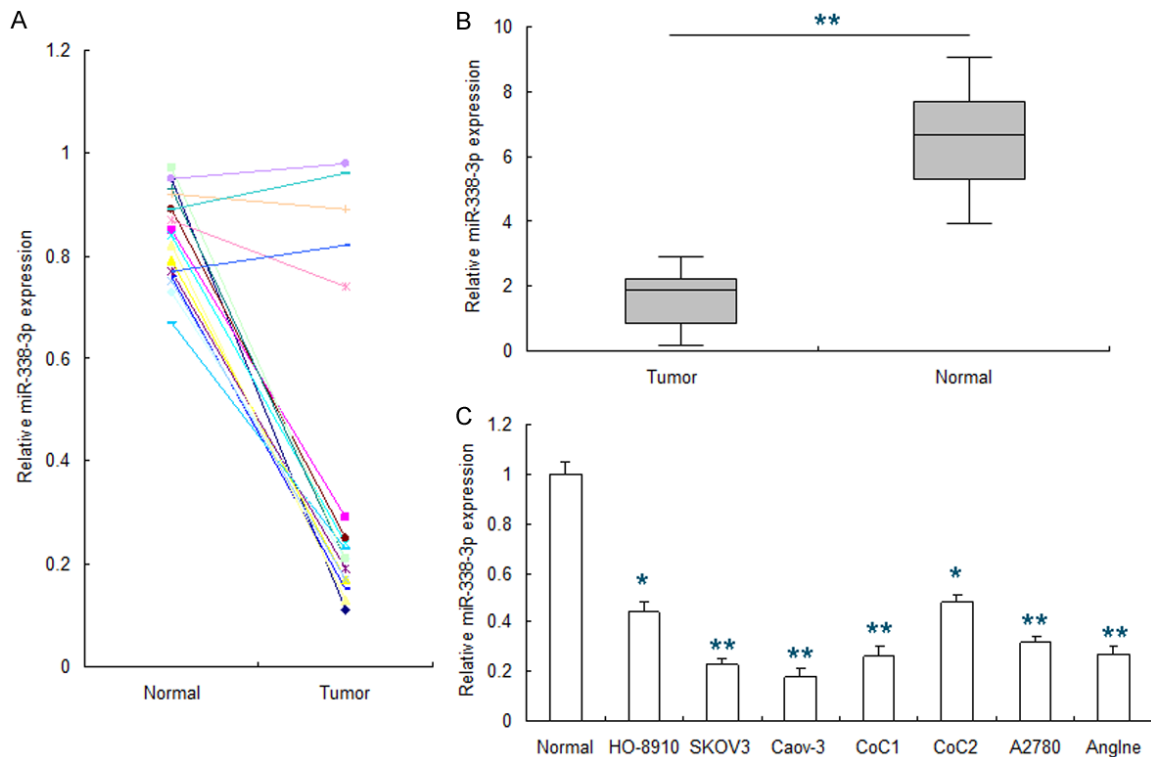 A
Relative miR-338-3p expression
1.2
1
0.8
0.6
0.4
0.2
0
Normal Tumor
B
Relative miR-338-3p expression
10
8
6
4
2
0
**
Tumor Normal
C
Relative miR-338-3p expression
1.2
1
0.8
0.6
0.4
0.2
0
* ** ** ** * ** **
Normal HO-8910 SKOV3 Caov-3 CoC1 CoC2 A2780 Anglne